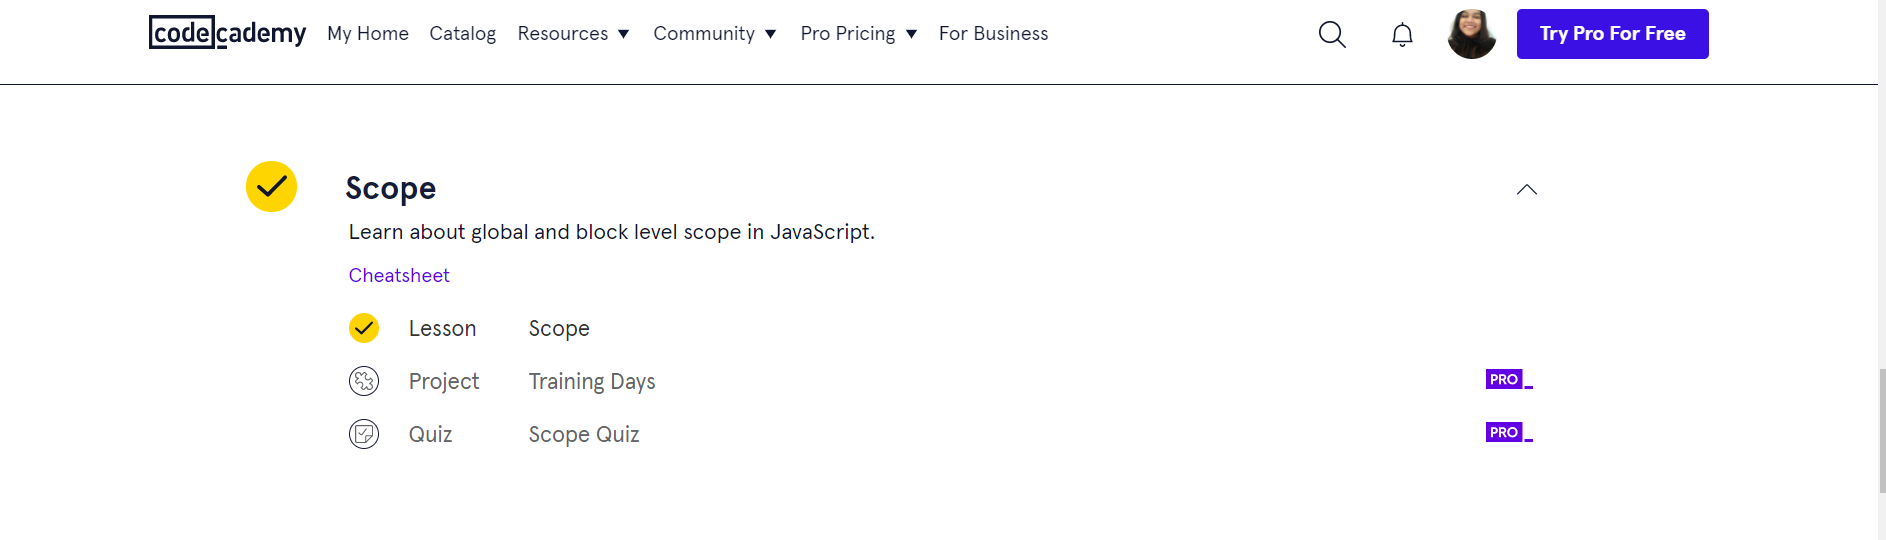 codecademy My Home Catalog Resources Community Pro Pricing For Business Try Pro For Free
Scope
Learn about global and block level scope in JavaScript.
Cheatsheet
Lesson Scope
Project Training Days PRO
Quiz Scope Quiz PRO